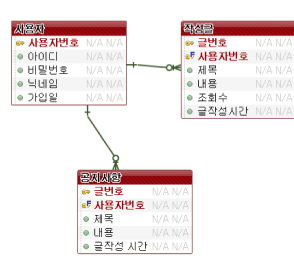 사용자
사용자번호 N/A N/A
아이디 N/A N/A
비밀번호 N/A N/A
닉네임 N/A N/A
가입일 N/A N/A
작성글
글번호 N/A N/A
사용자번호 N/A N/A
제목 N/A N/A
내용 N/A N/A
조회수 N/A N/A
글작성시간 N/A N/A
공지사항
글번호 N/A N/A
사용자번호 N/A N/A
제목 N/A N/A
내용 N/A N/A
글작성 시간 N/A N/A